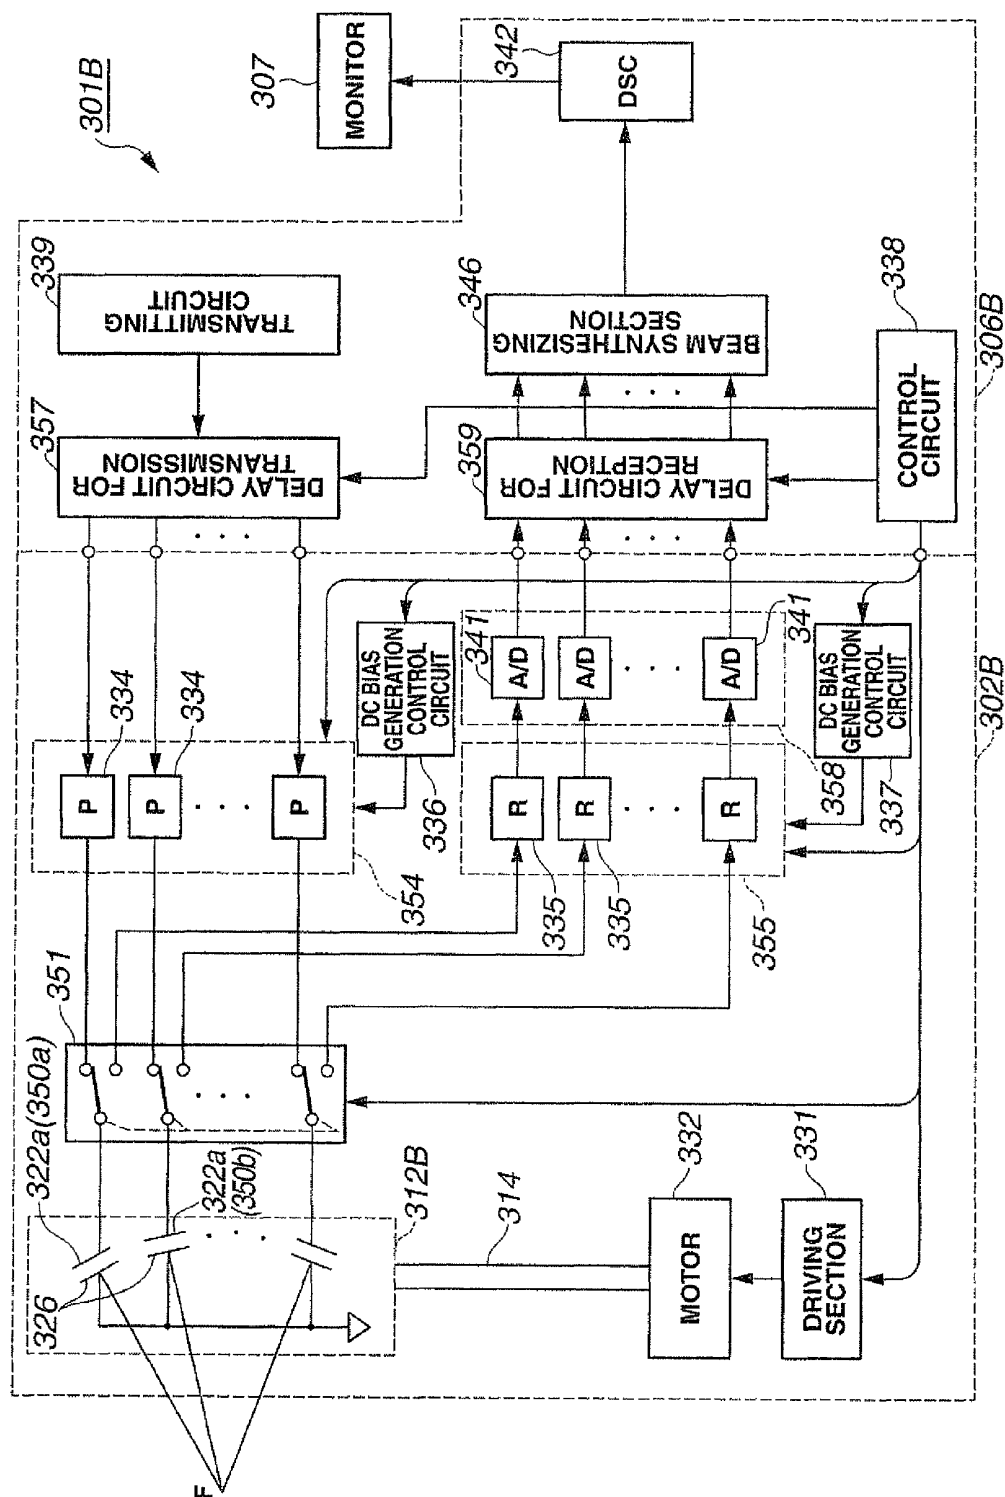 301B
MONITOR
307
342
DSC
339
TRANSMITTING
CIRCUIT
346
BEAM SYNTHESIZING
SECTION
338
CONTROL
CIRCUIT
306B
357
DELAY CIRCUIT FOR
TRANSMISSION
359
DELAY CIRCUIT FOR
RECEPTION
334
334
P
P
P
354
DC BIAS
GENERATION
CONTROL
CIRCUIT
336
341
A/D
A/D
A/D
341
358
R
R
R
335
335
355
DC BIAS
GENERATION
CONTROL
CIRCUIT
337
302B
351
322a(350a)
322a
(350b)
326
312B
314
332
MOTOR
331
DRIVING
SECTION
F